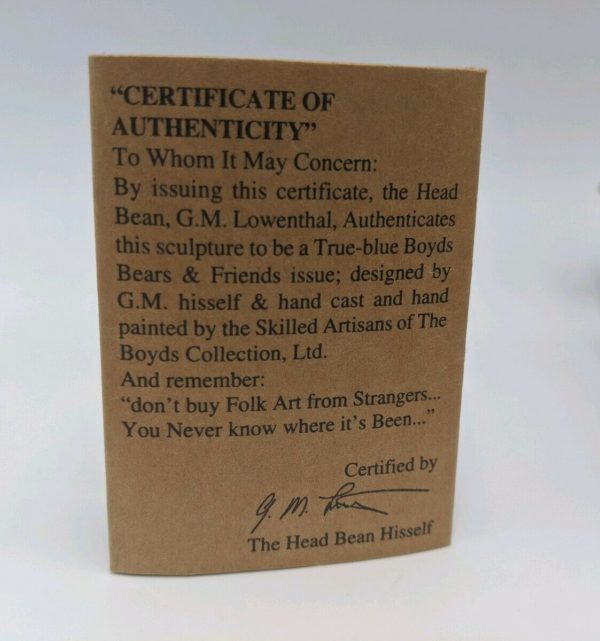 “CERTIFICATE OF
AUTHENTICITY”
To Whom It May Concern:
By issuing this certificate, the Head
Bean, G.M. Lowenthal, Authenticates
this sculpture to be a True-blue Boyds
Bears & Friends issue; designed by
G.M. hisself & hand cast and hand
painted by the Skilled Artisans of The
Boyds Collection, Ltd.
And remember:
“don’t buy Folk Art from Strangers...
You Never know where it’s Been...”
Certified by
G. M.
The Head Bean Hisself